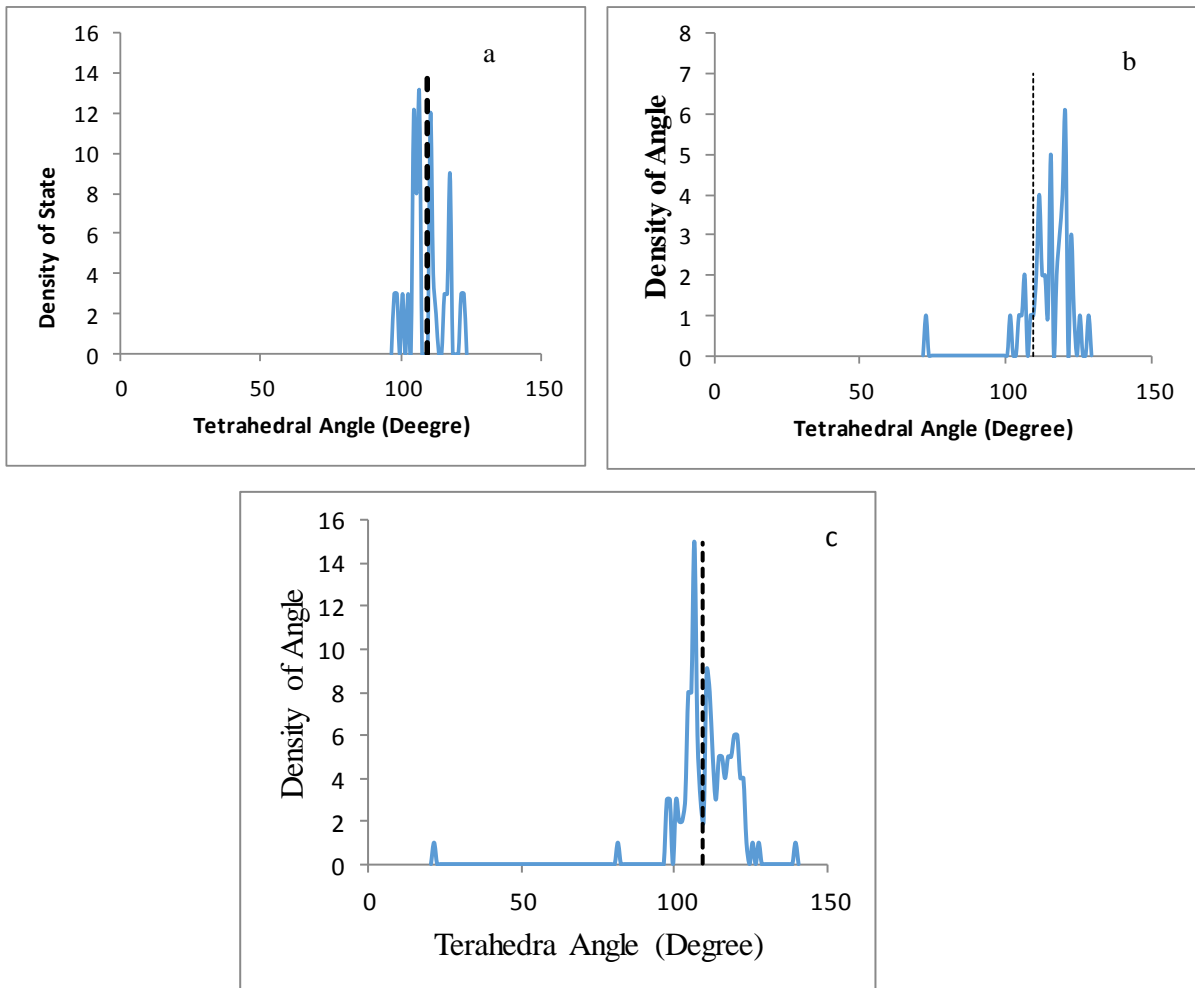 a
16
14
12
10
8
6
4
2
0
Density of State
0 50 100 150
Tetrahedral Angle (Deegre)
b
8
7
6
5
4
3
2
1
0
Density of Angle
0 50 100 150
Tetrahedral Angle (Degree)
c
16
14
12
10
8
6
4
2
0
Density of Angle
0 50 100 150
Terahedra Angle (Degree)